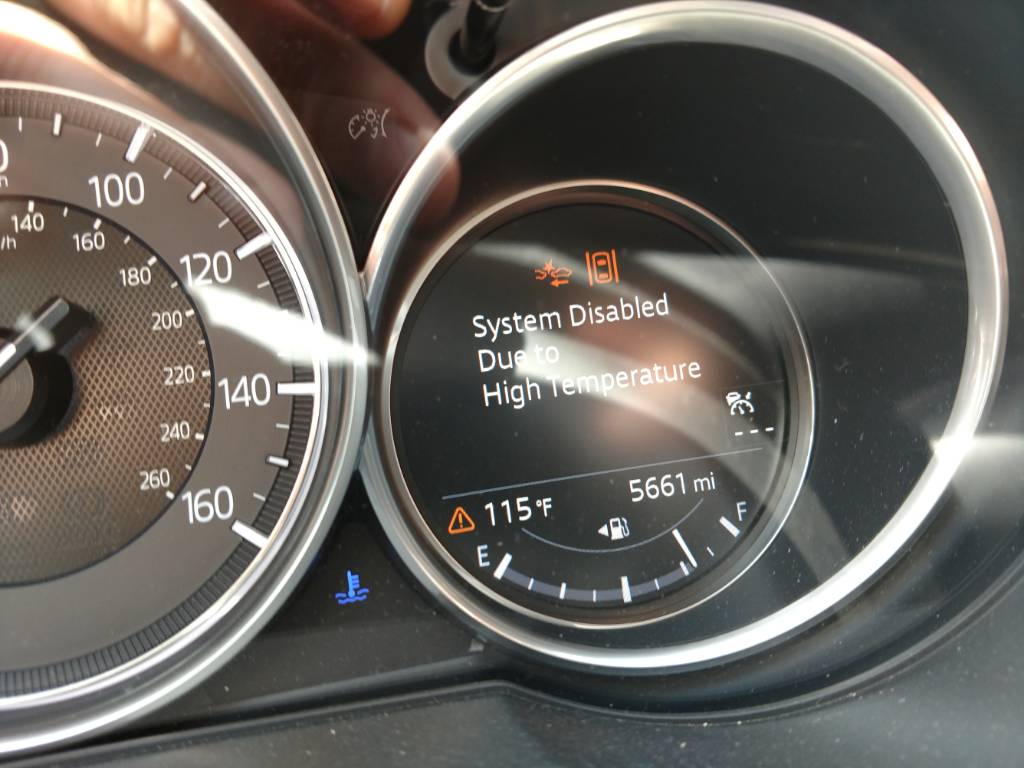 100
120
140
160
140
160
180
200
220
240
260
System Disabled
Due to
High Temperature
- - -
115°F
5661 mi
E
F